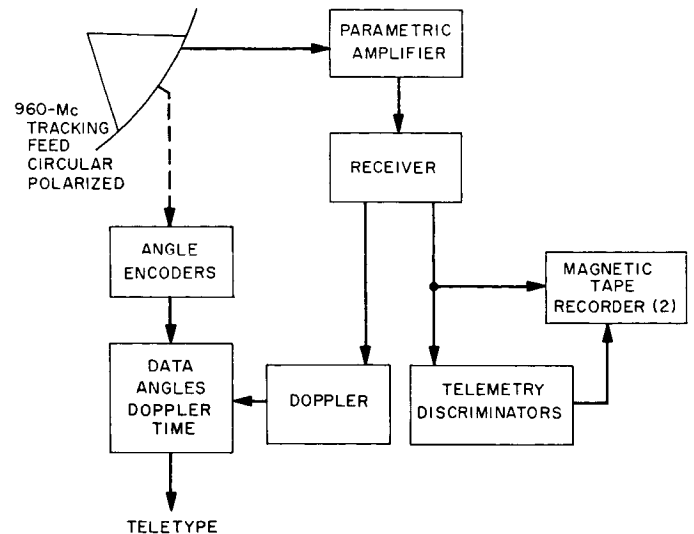 PARAMETRIC
AMPLIFIER
960-Mc
TRACKING
FEED
CIRCULAR
POLARIZED
RECEIVER
ANGLE
ENCODERS
MAGNETIC
TAPE
RECORDER (2)
DATA
ANGLES
DOPPLER
TIME
DOPPLER
TELEMETRY
DISCRIMINATORS
TELETYPE